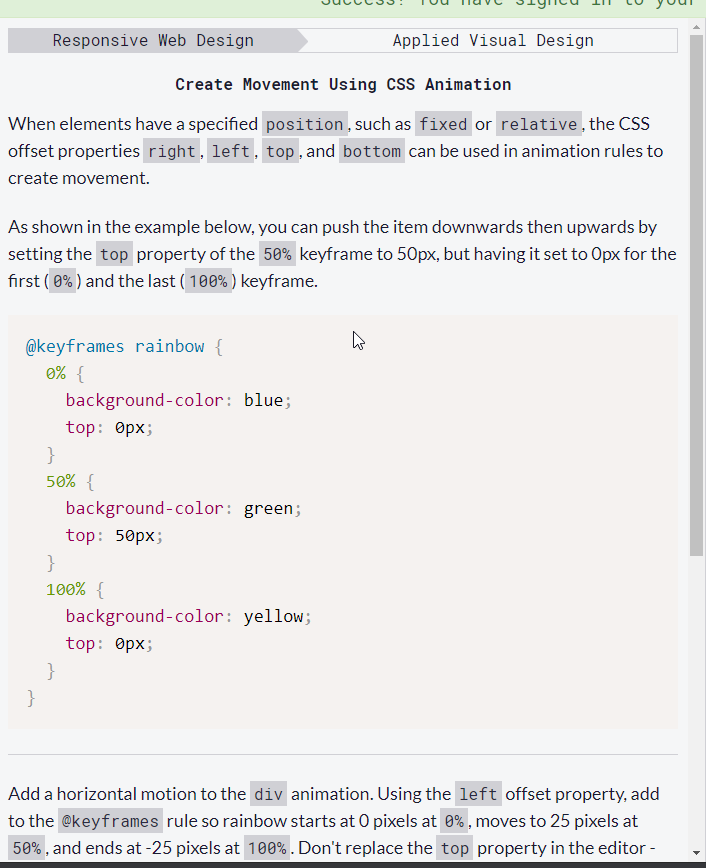 Success! You have signed in to your
Responsive Web Design
Applied Visual Design
Create Movement Using CSS Animation
When elements have a specified position, such as fixed or relative, the CSS
offset properties right, left, top, and bottom can be used in animation rules to
create movement.
As shown in the example below, you can push the item downwards then upwards by
setting the top property of the 50% keyframe to 50px, but having it set to 0px for the
first (0%) and the last (100%) keyframe.
@keyframes rainbow {
0% {
background-color: blue;
top: 0px;
}
50% {
background-color: green;
top: 50px;
}
100% {
background-color: yellow;
top: 0px;
}
}
Add a horizontal motion to the div animation. Using the left offset property, add
to the @keyframes rule so rainbow starts at 0 pixels at 0%, moves to 25 pixels at
50%, and ends at -25 pixels at 100%. Don't replace the top property in the editor -